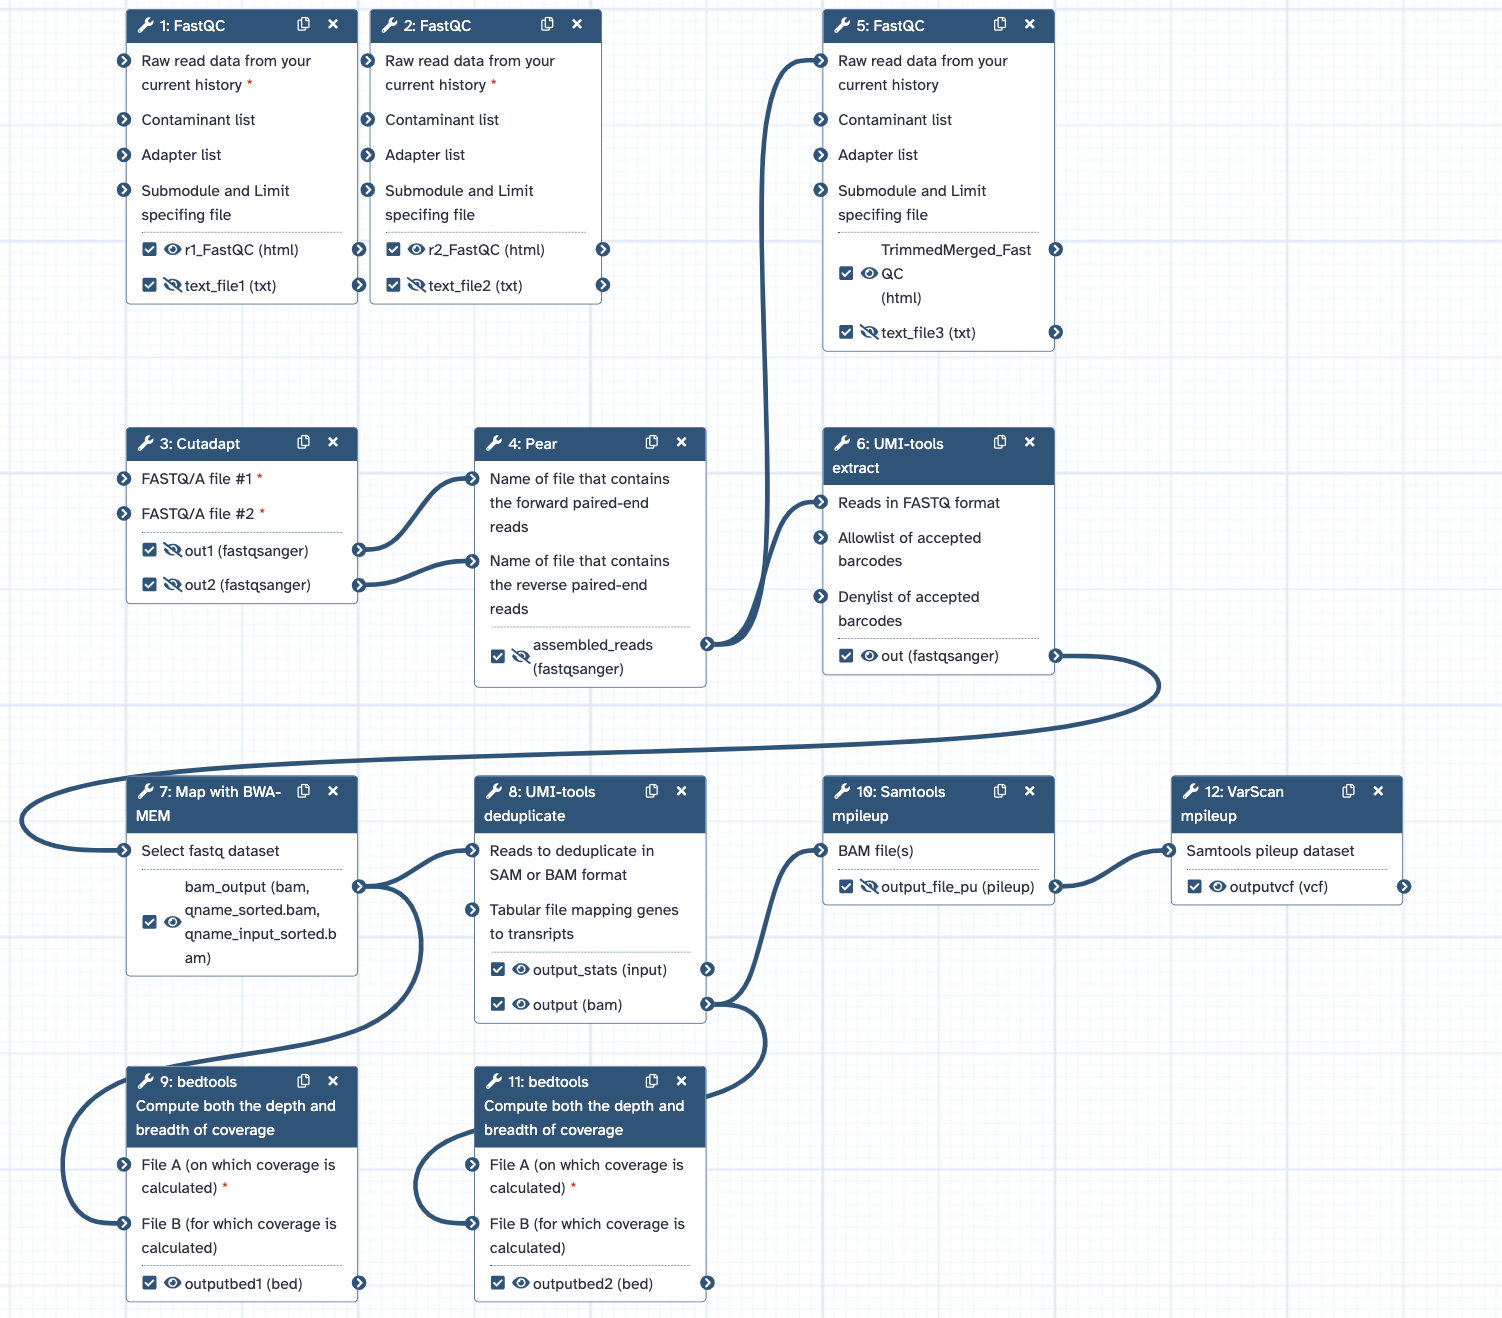 1: FastQC
Raw read data from your
current history *
Contaminant list
Adapter list
Submodule and Limit
specifing file
r1_FastQC (html)
text_file1 (txt)
2: FastQC
Raw read data from your
current history *
Contaminant list
Adapter list
Submodule and Limit
specifing file
r2_FastQC (html)
text_file2 (txt)
5: FastQC
Raw read data from your
current history
Contaminant list
Adapter list
Submodule and Limit
specifing file
TrimmedMerged_Fast
QC
(html)
text_file3 (txt)
3: Cutadapt
FASTQ/A file #1 *
FASTQ/A file #2 *
out1 (fastqsanger)
out2 (fastqsanger)
4: Pear
Name of file that contains
the forward paired-end
reads
Name of file that contains
the reverse paired-end
reads
assembled_reads
(fastqsanger)
6: UMI-tools
extract
Reads in FASTQ format
Allowlist of accepted
barcodes
Denylist of accepted
barcodes
out (fastqsanger)
7: Map with BWA-
MEM
Select fastq dataset
bam_output (bam,
qname_sorted.bam,
qname_input_sorted.b
am)
8: UMI-tools
deduplicate
Reads to deduplicate in
SAM or BAM format
Tabular file mapping genes
to transripts
output_stats (input)
output (bam)
10: Samtools
mpileup
BAM file(s)
output_file_pu (pileup)
12: VarScan
mpileup
Samtools pileup dataset
outputvcf (vcf)
9: bedtools
Compute both the depth and
breadth of coverage
File A (on which coverage is
calculated) *
File B (for which coverage is
calculated)
outputbed1 (bed)
11: bedtools
Compute both the depth and
breadth of coverage
File A (on which coverage is
calculated) *
File B (for which coverage is
calculated)
outputbed2 (bed)